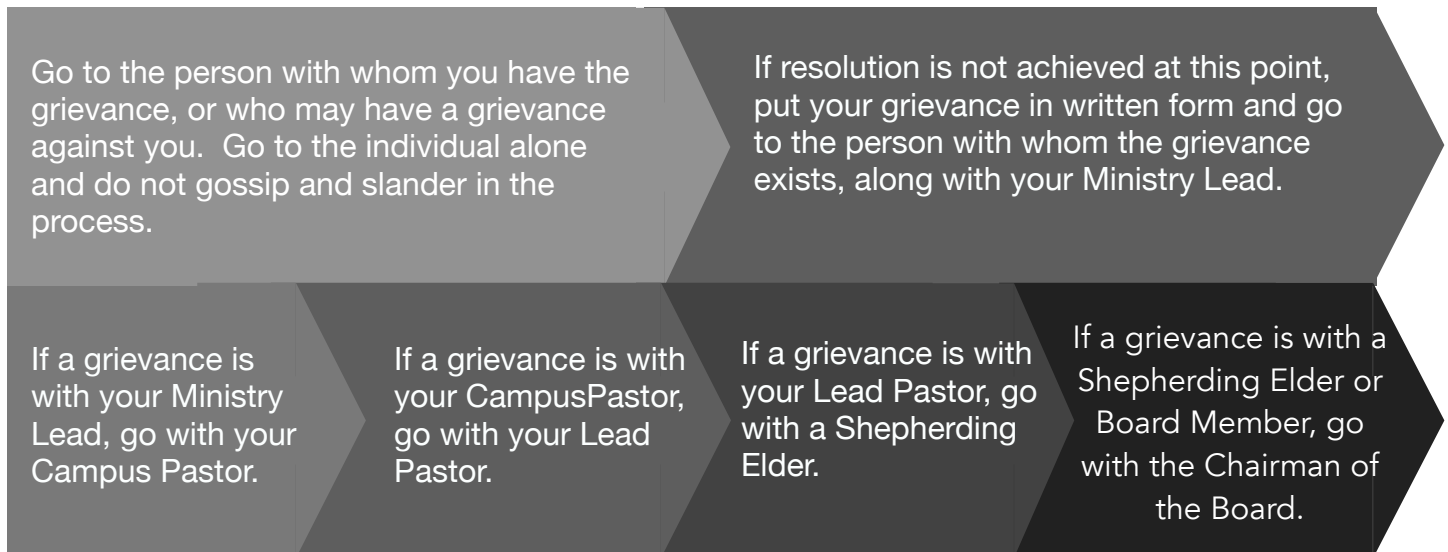 Go to the person with whom you have the
grievance, or who may have a grievance
against you.  Go to the individual alone
and do not gossip and slander in the
process.
If resolution is not achieved at this point,
put your grievance in written form and go
to the person with whom the grievance
exists, along with your Ministry Lead.
If a grievance is
with your Ministry
Lead, go with your
Campus Pastor.
If a grievance is with
your CampusPastor,
go with your Lead
Pastor.
If a grievance is with
your Lead Pastor, go
with a Shepherding
Elder.
If a grievance is with a
Shepherding Elder or
Board Member, go
with the Chairman of
the Board.